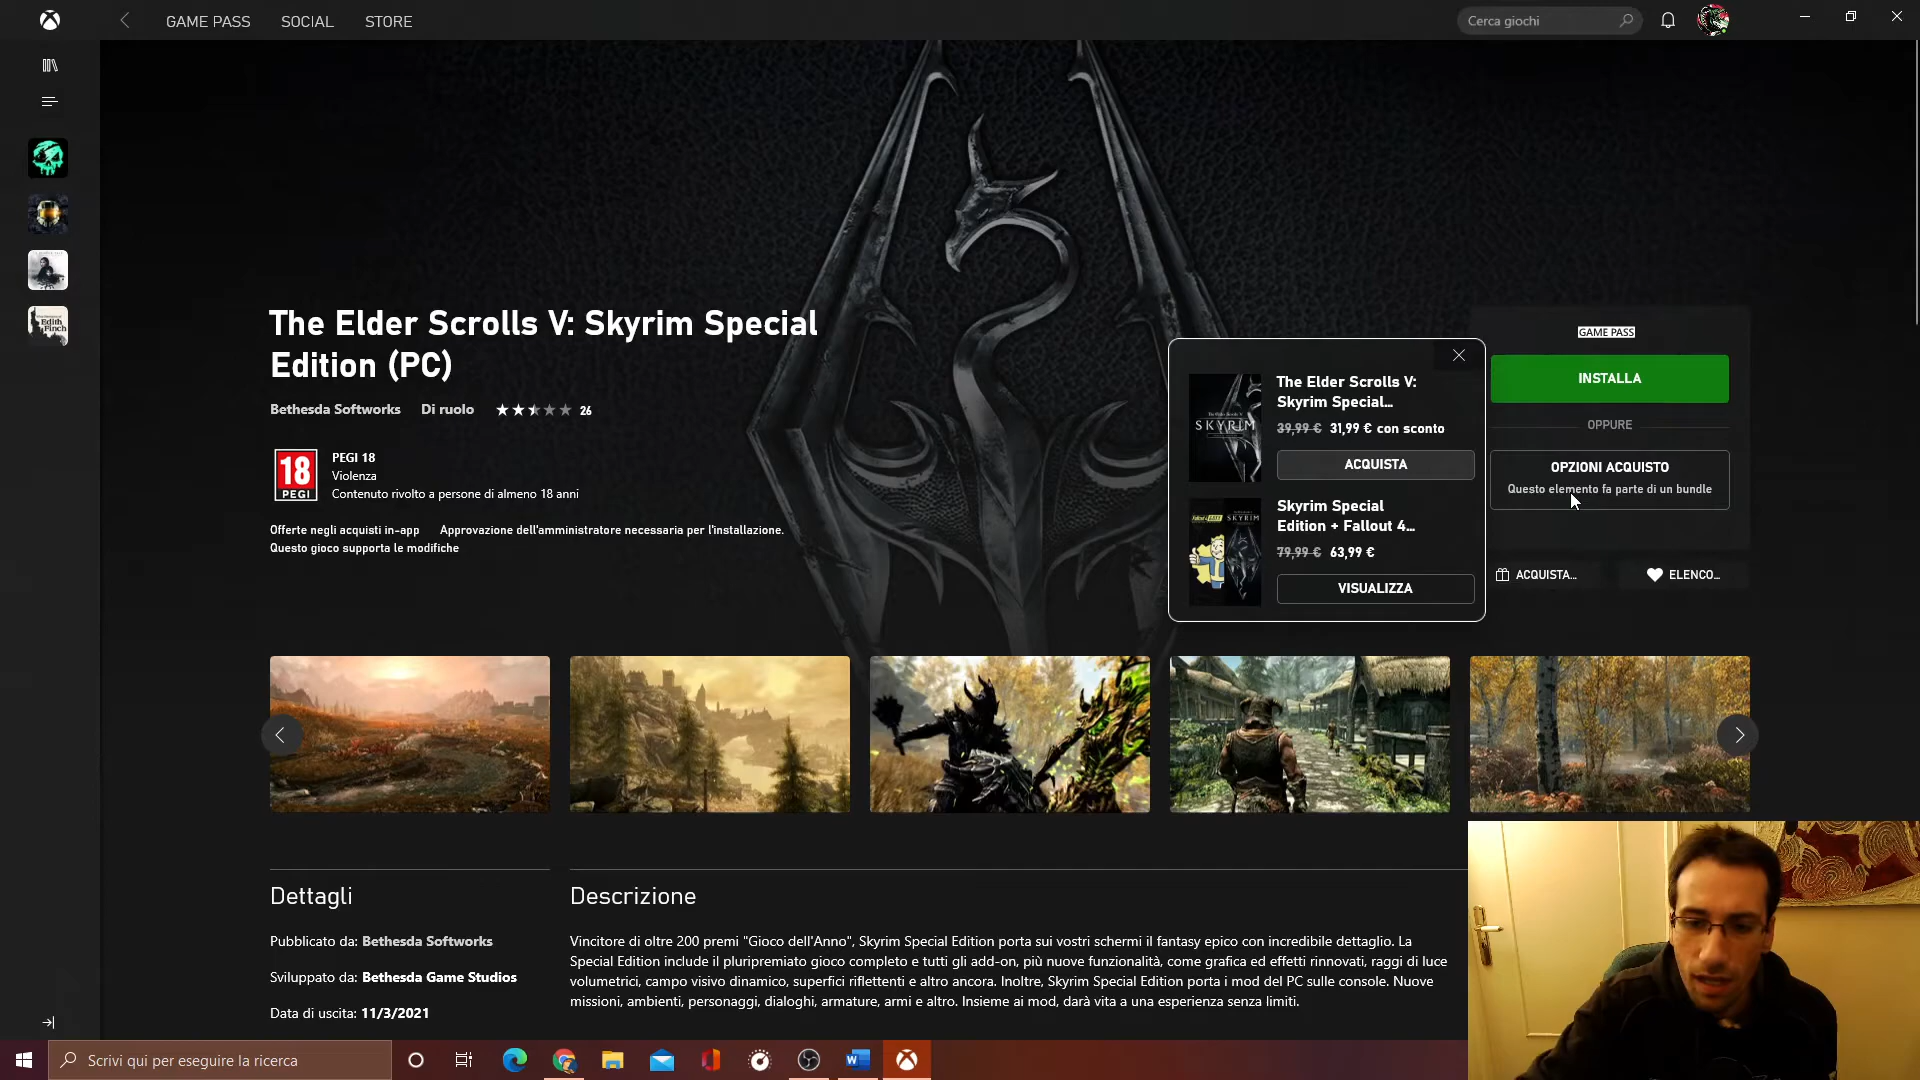 GAME PASS
SOCIAL
STORE
Cerca giochi
The Elder Scrolls V: Skyrim Special
Edition (PC)
Bethesda Softworks
Di ruolo
26
18
PEGI
PEGI 18
Violenza
Contenuto rivolto a persone di almeno 18 anni
Offerte negli acquisti in-app
Approvazione dell'amministratore necessaria per l'installazione.
Questo gioco supporta le modifiche
The Elder Scrolls V:
Skyrim Special...
39,99 € 31,99 € con sconto
ACQUISTA
SKYRIM
Skyrim Special
Edition + Fallout 4...
79,99 € 63,99 €
VISUALIZZA
SKYRIM
GAME PASS
INSTALLA
OPPURE
OPZIONI ACQUISTO
Questo elemento fa parte di un bundle
ACQUISTA...
ELENCO...
Edith
Finch
Dettagli
Pubblicato da: Bethesda Softworks
Sviluppato da: Bethesda Game Studios
Data di uscita: 11/3/2021
Descrizione
Vincitore di oltre 200 premi "Gioco dell'Anno", Skyrim Special Edition porta sui vostri schermi il fantasy epico con incredibile dettaglio. La
Special Edition include il pluripremiato gioco completo e tutti gli add-on, più nuove funzionalità, come grafica ed effetti rinnovati, raggi di luce
volumetrici, campo visivo dinamico, superfici riflettenti e altro ancora. Inoltre, Skyrim Special Edition porta i mod del PC sulle console. Nuove
missioni, ambienti, personaggi, dialoghi, armature, armi e altro. Insieme ai mod, darà vita a una esperienza senza limiti.
Scrivi qui per eseguire la ricerca